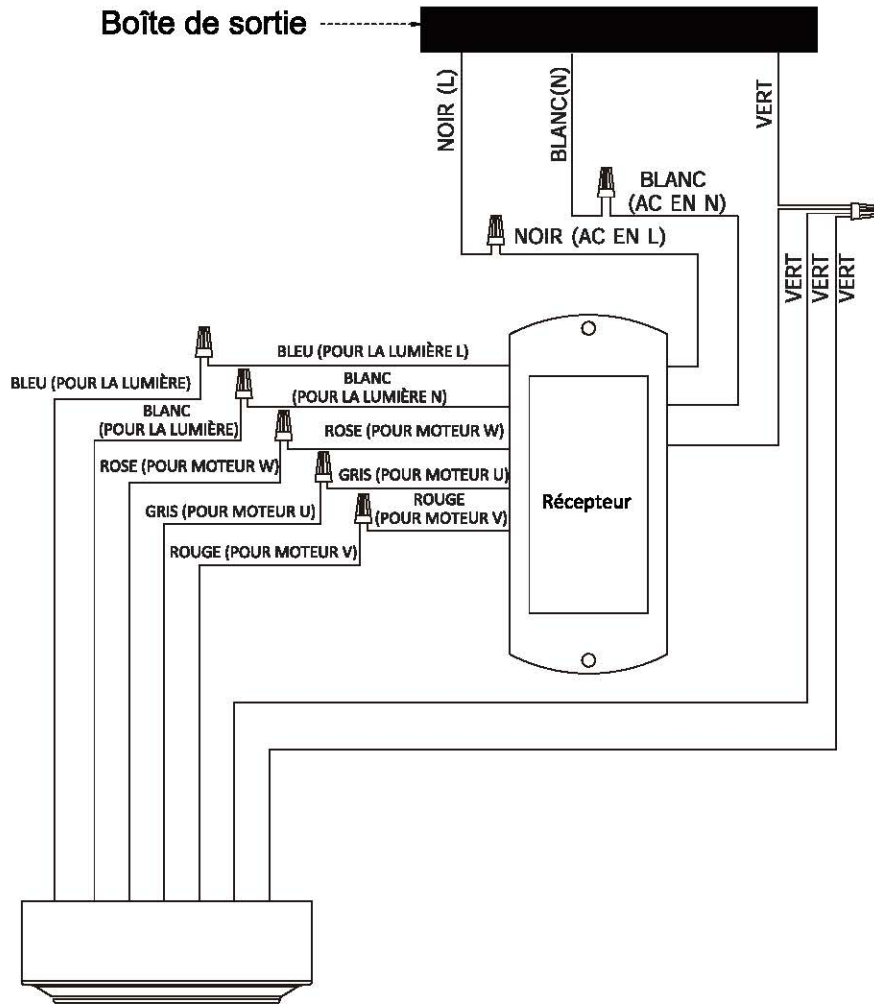 Boîte de sortie
NOIR (L)
BLANC(N)
VERT
BLANC
(AC EN N)
NOIR (AC EN L)
VERT
VERT
VERT
BLEU (POUR LA LUMIÈRE L)
BLEU (POUR LA LUMIÈRE)
BLANC
(POUR LA LUMIÈRE N)
BLANC
(POUR LA LUMIÈRE)
ROSE (POUR MOTEUR W)
ROSE (POUR MOTEUR W)
GRIS (POUR MOTEUR U)
ROUGE
(POUR MOTEUR V)
GRIS (POUR MOTEUR U)
ROUGE (POUR MOTEUR V)
Récepteur